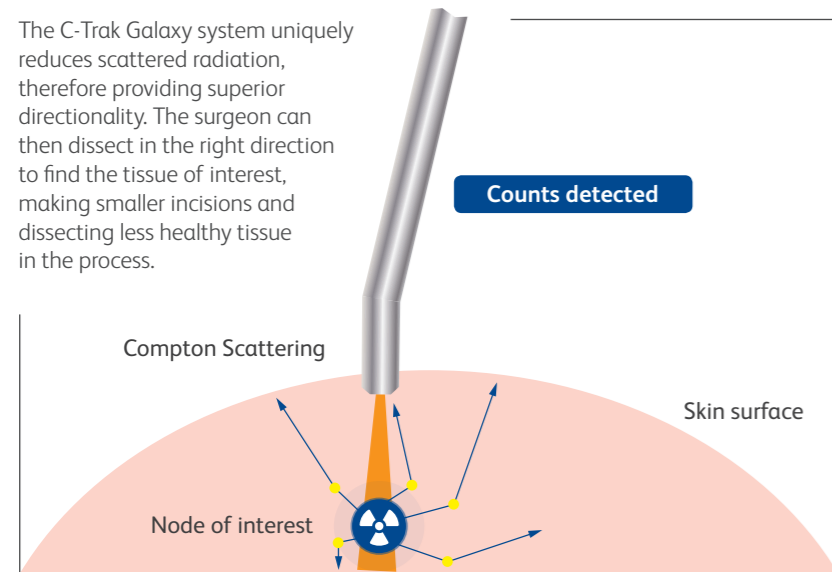 The C-Trak Galaxy system uniquely
reduces scattered radiation,
therefore providing superior
directionality. The surgeon can
then dissect in the right direction
to find the tissue of interest,
making smaller incisions and
dissecting less healthy tissue
in the process.
Counts detected
Compton Scattering
Skin surface
Node of interest